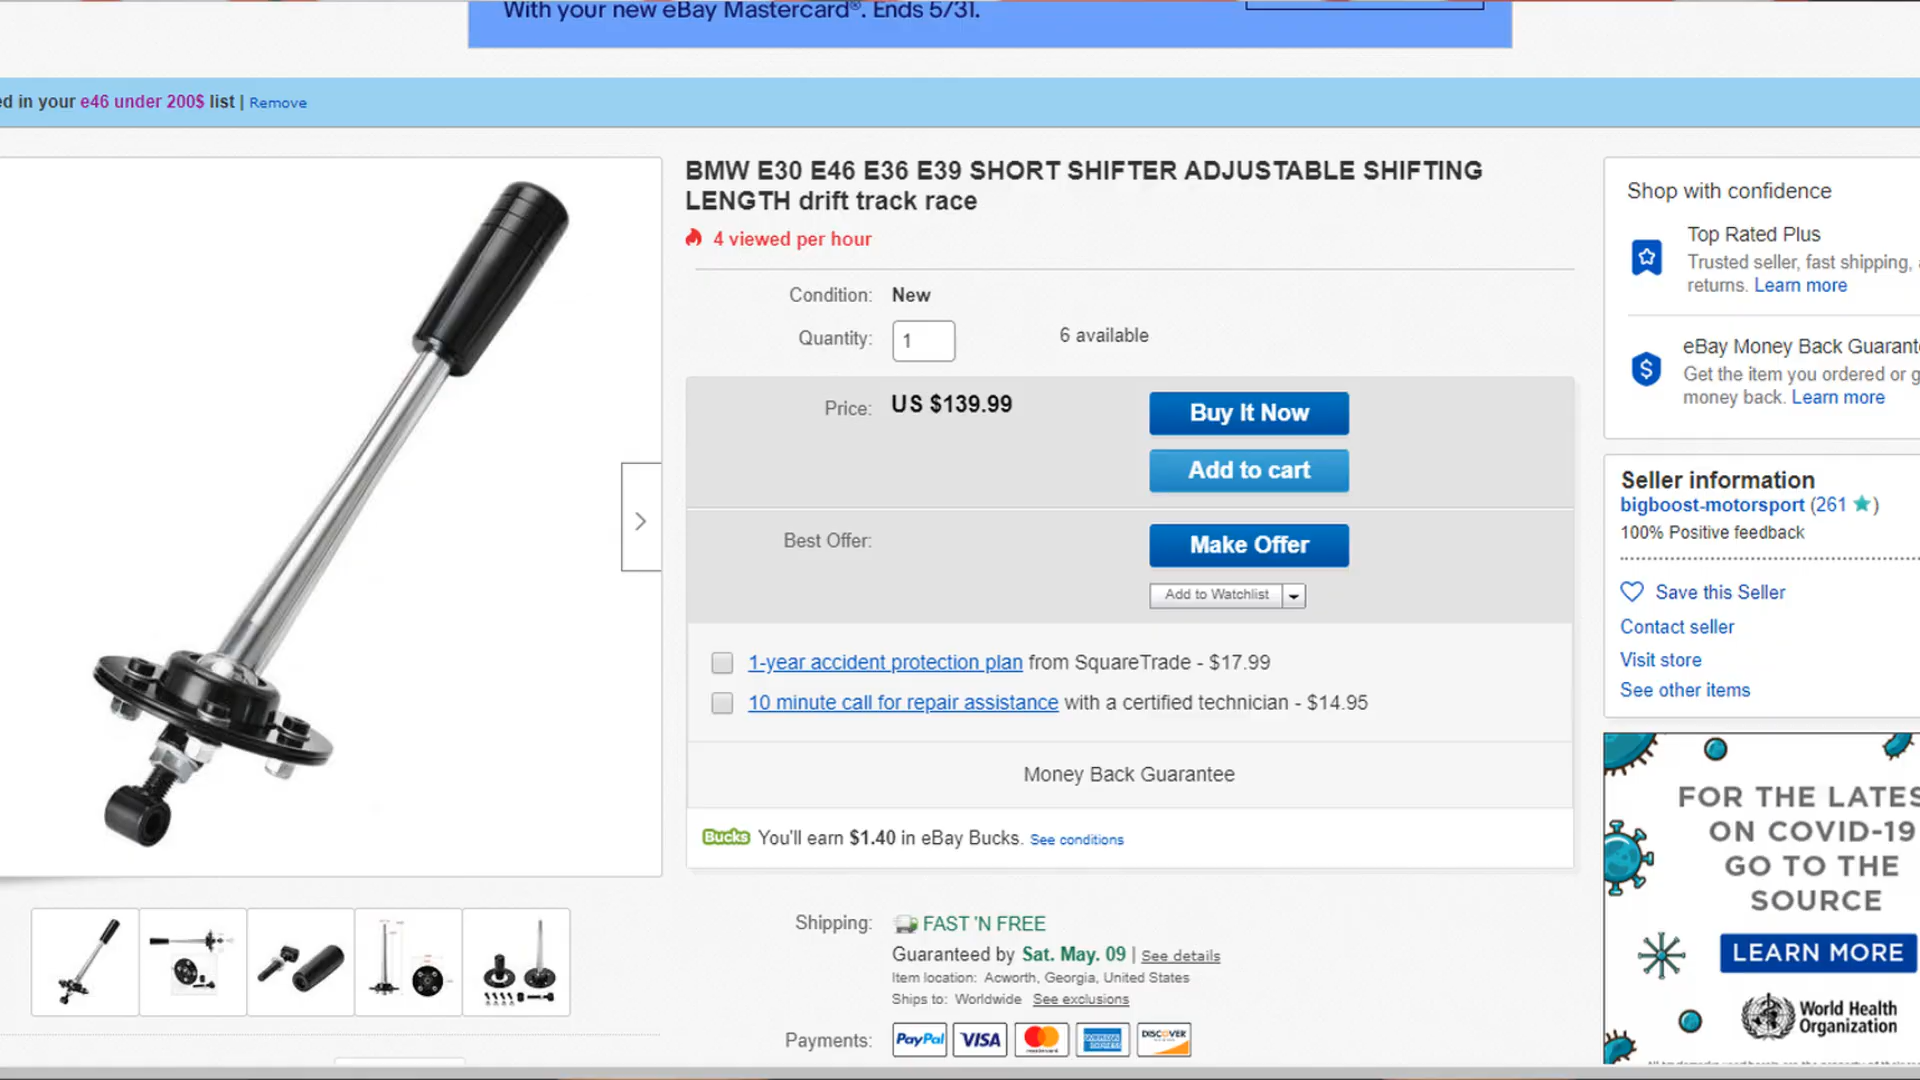 With your new eBay Mastercard®. Ends 5/31.
ed in your e46 under 200$ list | Remove
BMW E30 E46 E36 E39 SHORT SHIFTER ADJUSTABLE SHIFTING
LENGTH drift track race
4 viewed per hour
Condition: New
Quantity: 1 6 available
Price: US $139.99
Buy It Now
Add to cart
Best Offer:
Make Offer
Add to Watchlist
1-year accident protection plan from SquareTrade - $17.99
10 minute call for repair assistance with a certified technician - $14.95
Money Back Guarantee
Bucks You'll earn $1.40 in eBay Bucks. See conditions
Shipping: FAST 'N FREE
Guaranteed by Sat. May. 09 | See details
Item location: Acworth, Georgia, United States
Ships to: Worldwide See exclusions
Payments: PayPal VISA mastercard AMERICAN EXPRESS DISCOVER
Shop with confidence
Top Rated Plus
Trusted seller, fast shipping,
returns. Learn more
eBay Money Back Guarant
Get the item you ordered or g
money back. Learn more
Seller information
bigboost-motorsport (261 ★)
100% Positive feedback
Save this Seller
Contact seller
Visit store
See other items
FOR THE LATES
ON COVID-19
GO TO THE
SOURCE
LEARN MORE
World Health
Organization